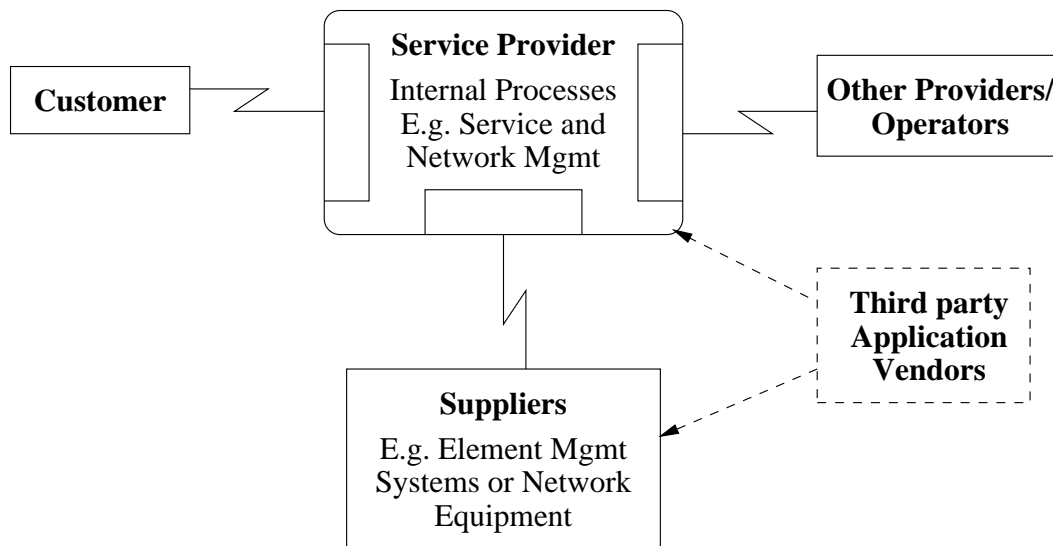 Service Provider
Internal Processes
E.g. Service and
Network Mgmt
Customer
Other Providers/
Operators
Third party
Application
Vendors
Suppliers
E.g. Element Mgmt
Systems or Network
Equipment